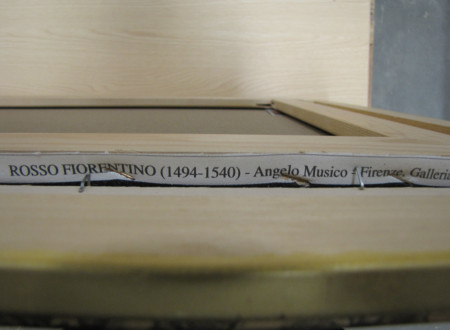 ROSSO FIORENTINO (1494-1540) - Angelo Musico - Firenze, Galleria